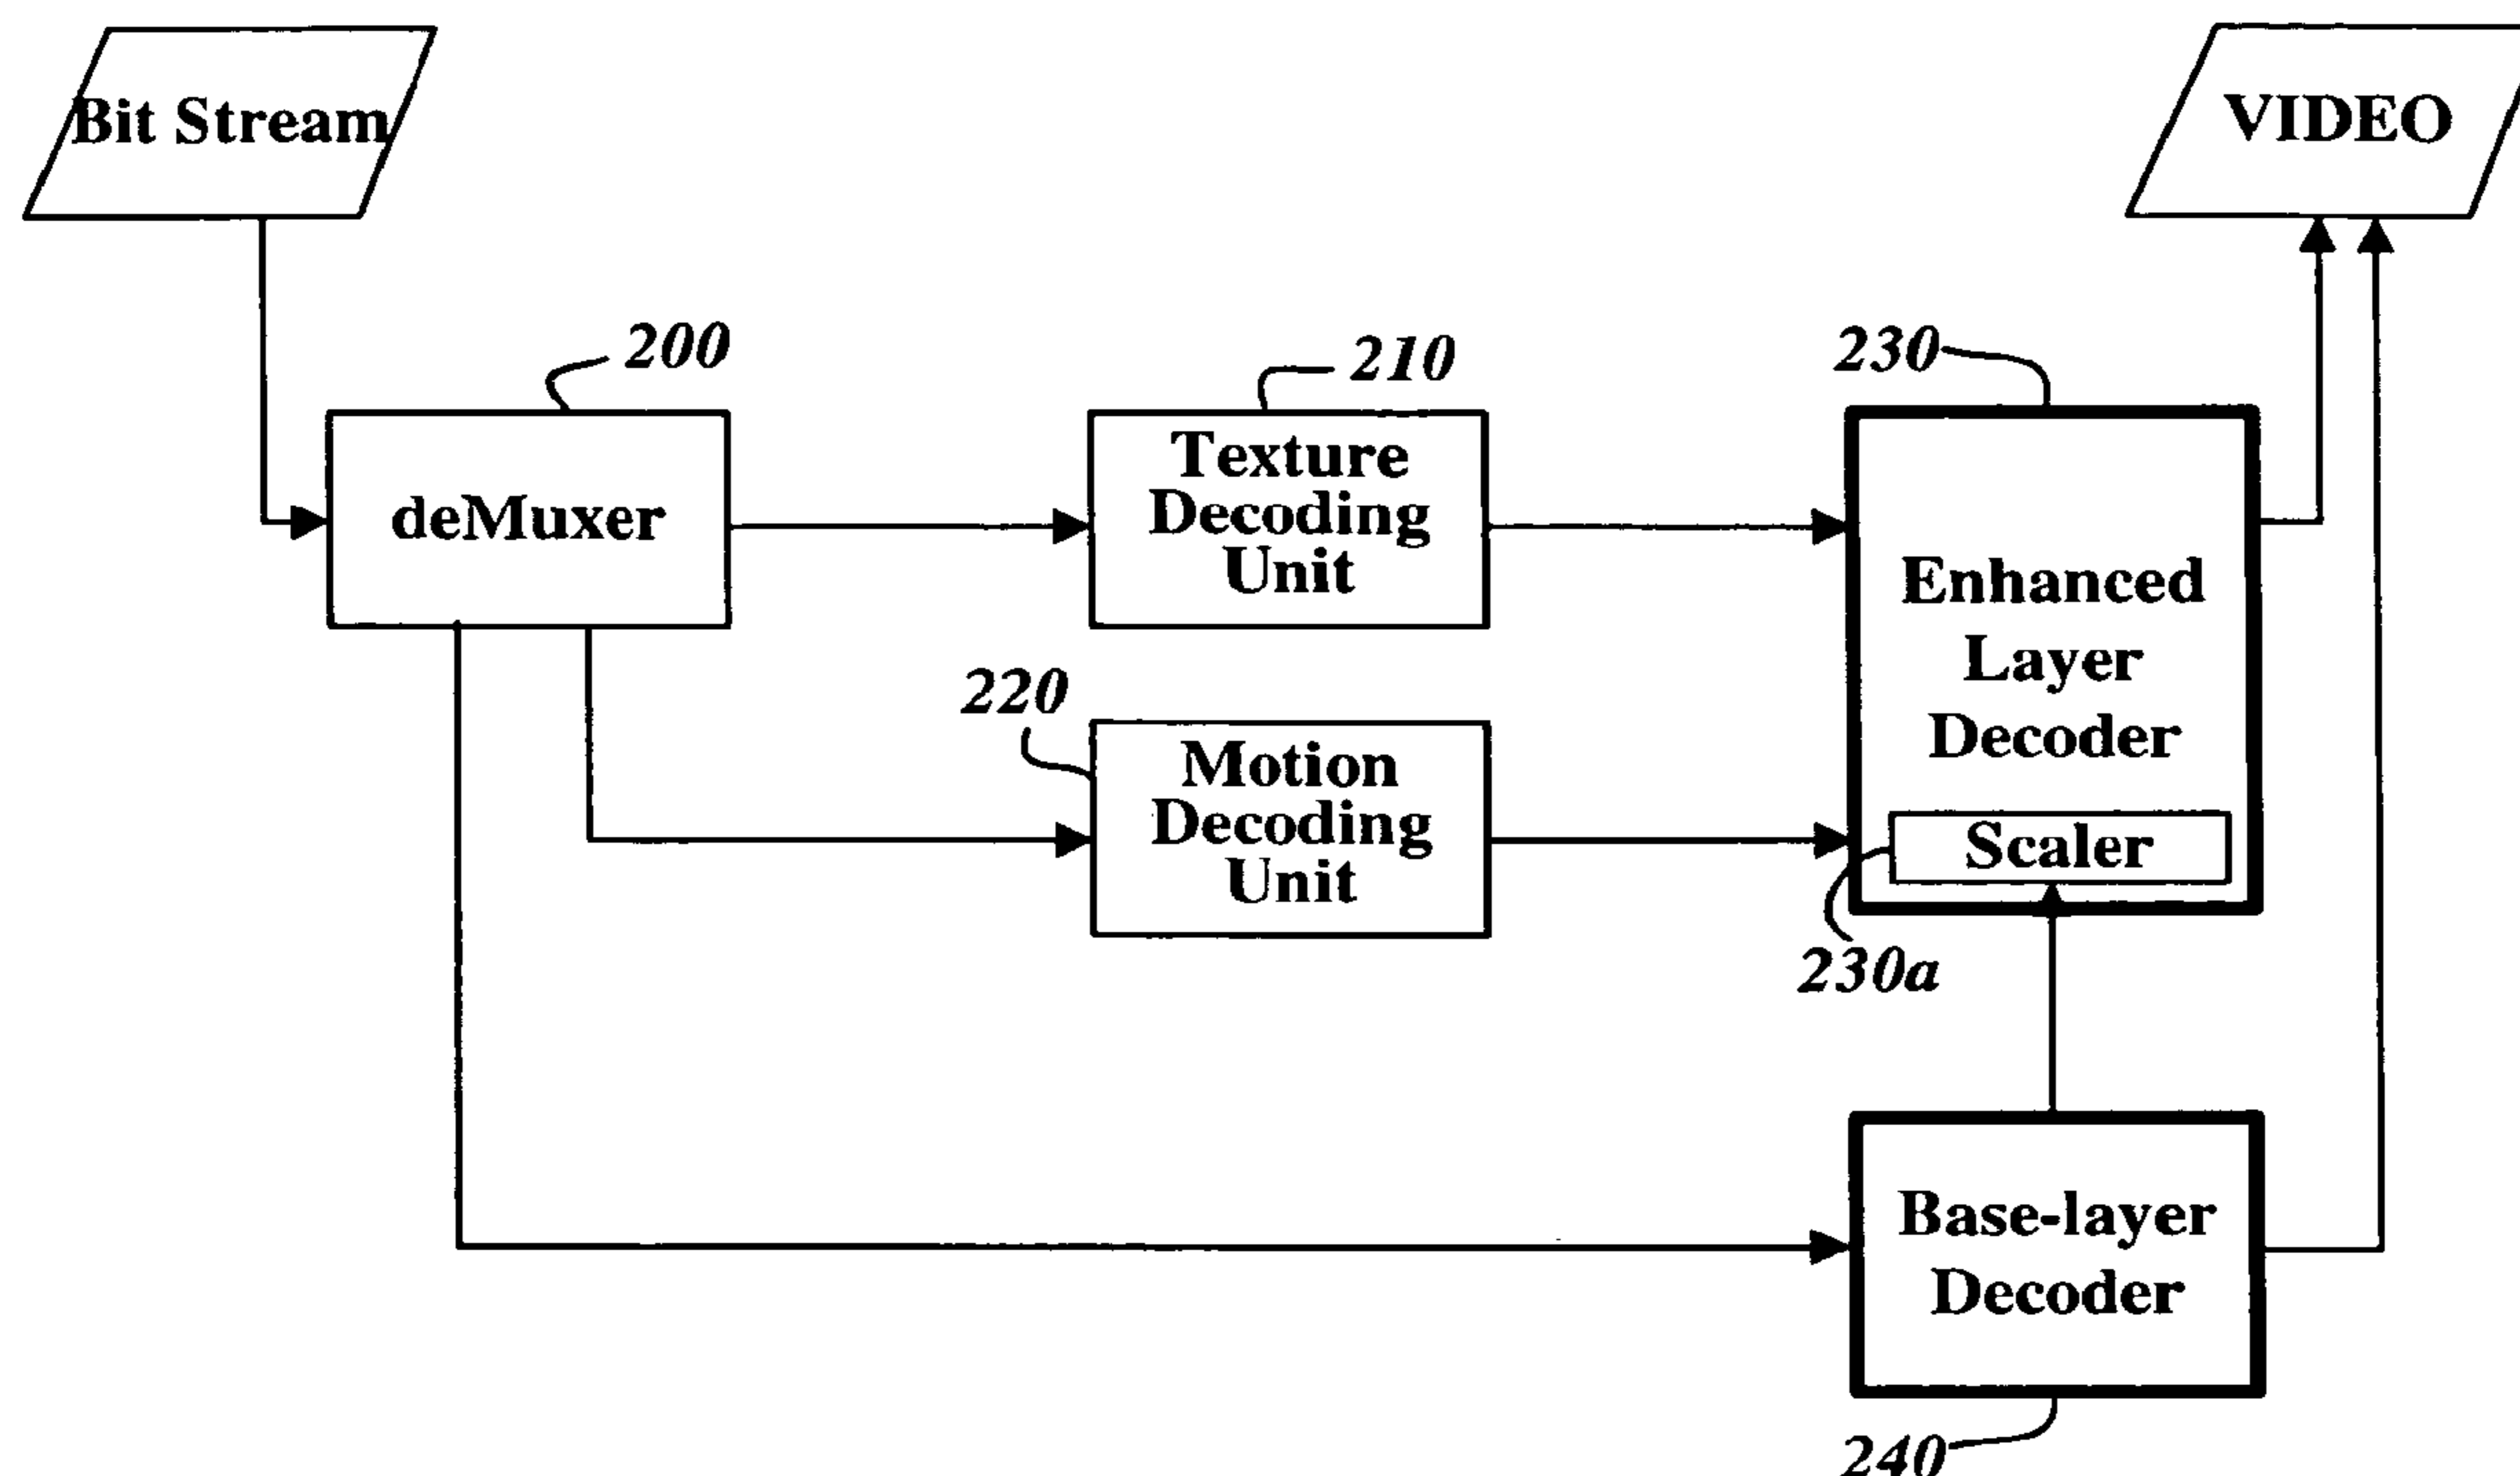 Bit Stream
VIDEO
200
210
230
deMuxer
Texture
Decoding
Unit
Enhanced
Layer
Decoder
220
Motion
Decoding
Unit
Scaler
230a
Base-layer
Decoder
240